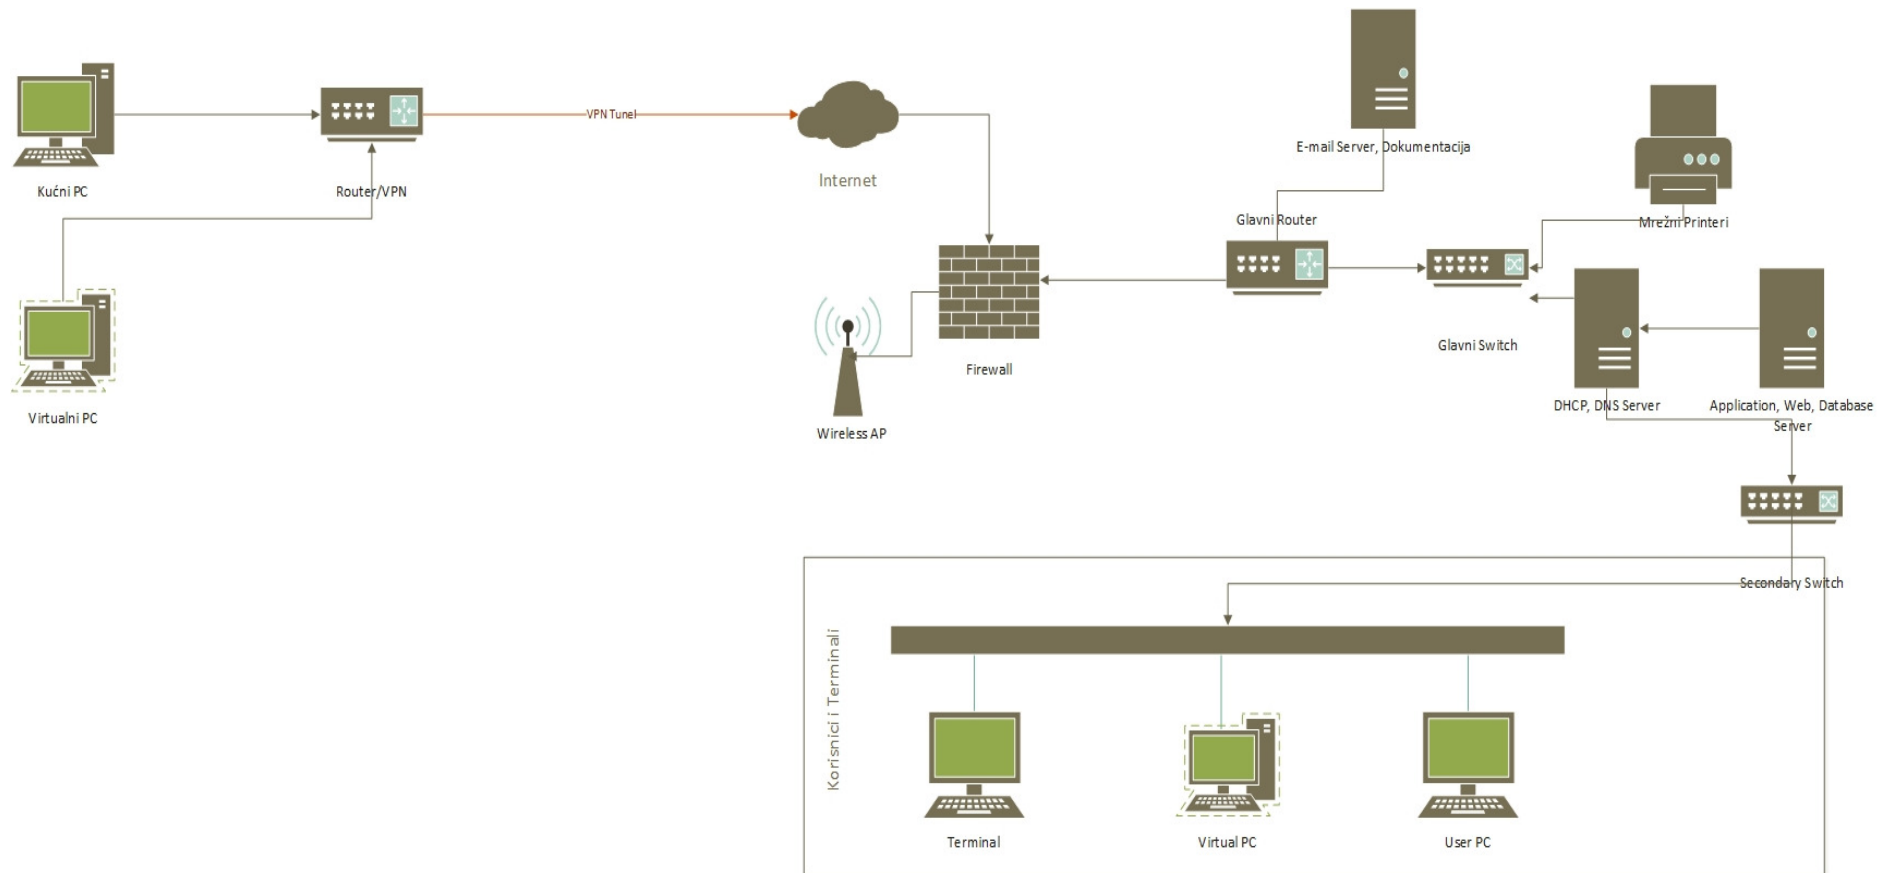 VPN Tunel
E-mail Server, Dokumentacija
Kućni PC
Router/VPN
Internet
Glavni Router
Mrežni Printeri
Glavni Switch
Firewall
Virtualni PC
DHCP, DNS Server
Application, Web, Database
Server
Wireless AP
Secondary Switch
Korisnici i Terminali
Terminal
Virtual PC
User PC